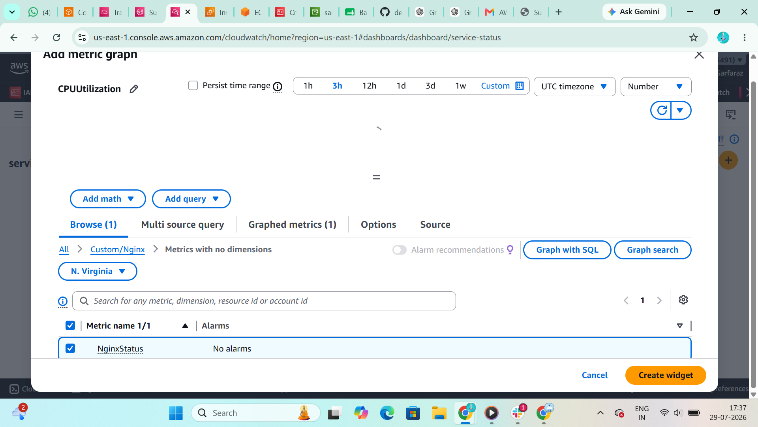 (4)
Ask Gemini
us-east-1.console.aws.amazon.com/cloudwatch/home?region=us-east-1#dashboards/dashboard/service-status
Add metric graph
aws
CPUUtilization
Persist time range
1h
3h
12h
1d
3d
1w
Custom
UTC timezone
Number
Add math
Add query
Browse (1)
Multi source query
Graphed metrics (1)
Options
Source
All
Custom/Nginx
Metrics with no dimensions
Alarm recommendations
Graph with SQL
Graph search
N. Virginia
Search for any metric, dimension, resource id or account id
1
Metric name 1/1
Alarms
NginxStatus
No alarms
Cancel
Create widget
2
Search
1
ENG
IN
17:37
29-07-2026